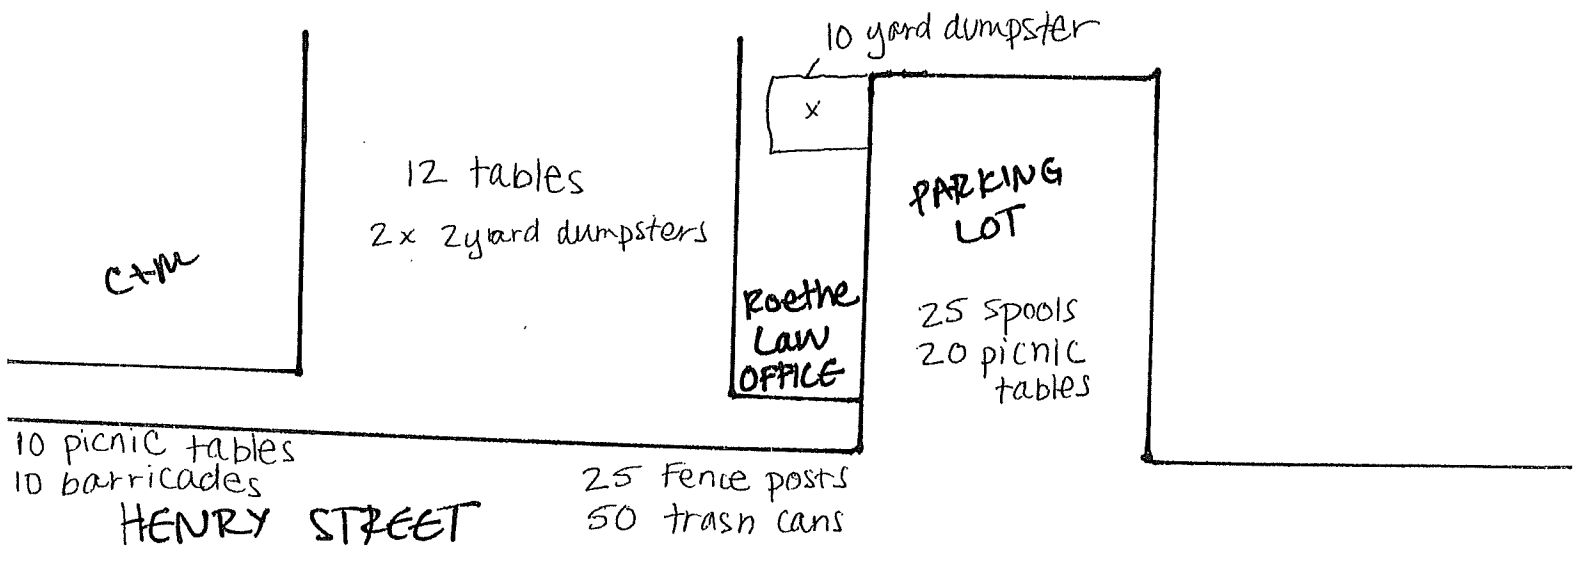 10 yard dumpster
x
12 tables
2x 2yard dumpsters
PARKING
LOT
C+M
Roethe
LAW
OFFICE
25 Spools
20 picnic
tables
10 picnic tables
10 barricades
25 Fence posts
50 trash cans
HENRY STREET